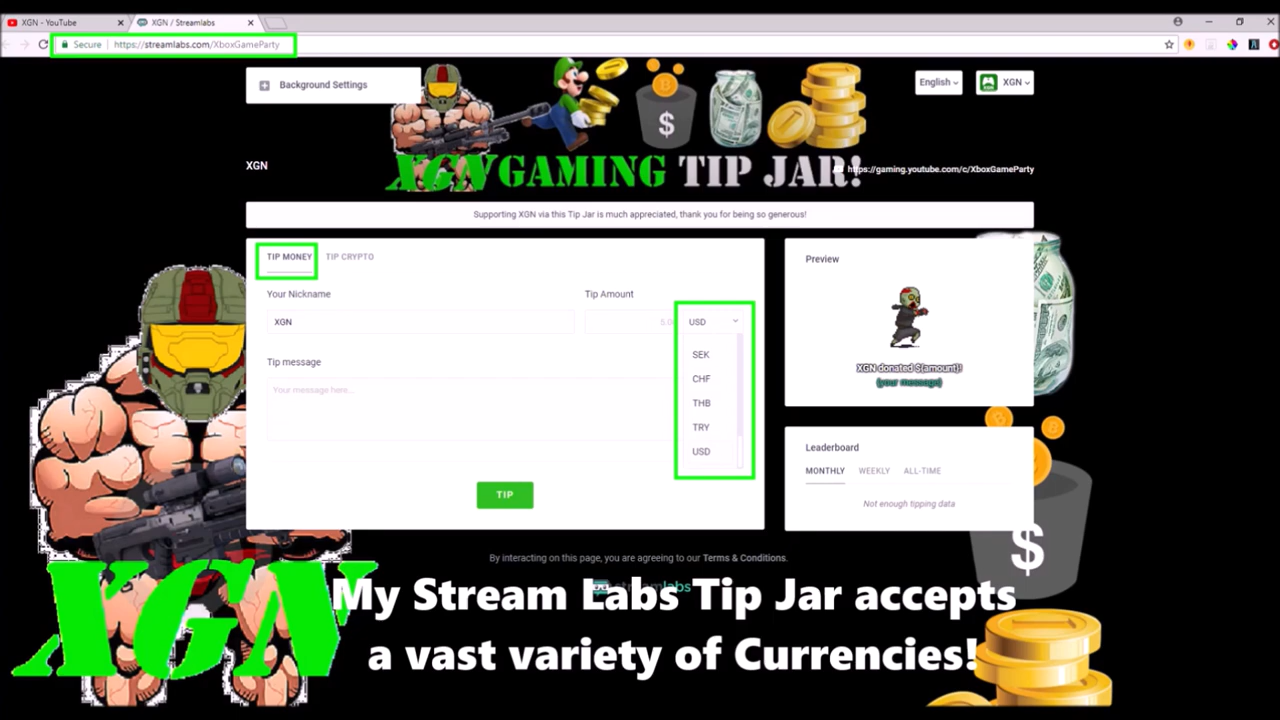 XGN - YouTube
XGN / Streamlabs
Secure
https://streamlabs.com/XboxGameParty
Background Settings
English
XGN
$
XGN GAMING TIP JAR!
XGN
https://gaming.youtube.com/c/XboxGameParty
Supporting XGN via this Tip Jar is much appreciated, thank you for being so generous!
TIP MONEY
TIP CRYPTO
Your Nickname
Tip Amount
XGN
USD
SEK
CHF
THB
TRY
USD
Tip message
Your message here...
TIP
Preview
XGN donated ${amount}!
{your message}
Leaderboard
MONTHLY
WEEKLY
ALL-TIME
Not enough tipping data
$
By interacting on this page, you are agreeing to our Terms & Conditions.
XGN
My Stream Labs Tip Jar accepts
a vast variety of Currencies!